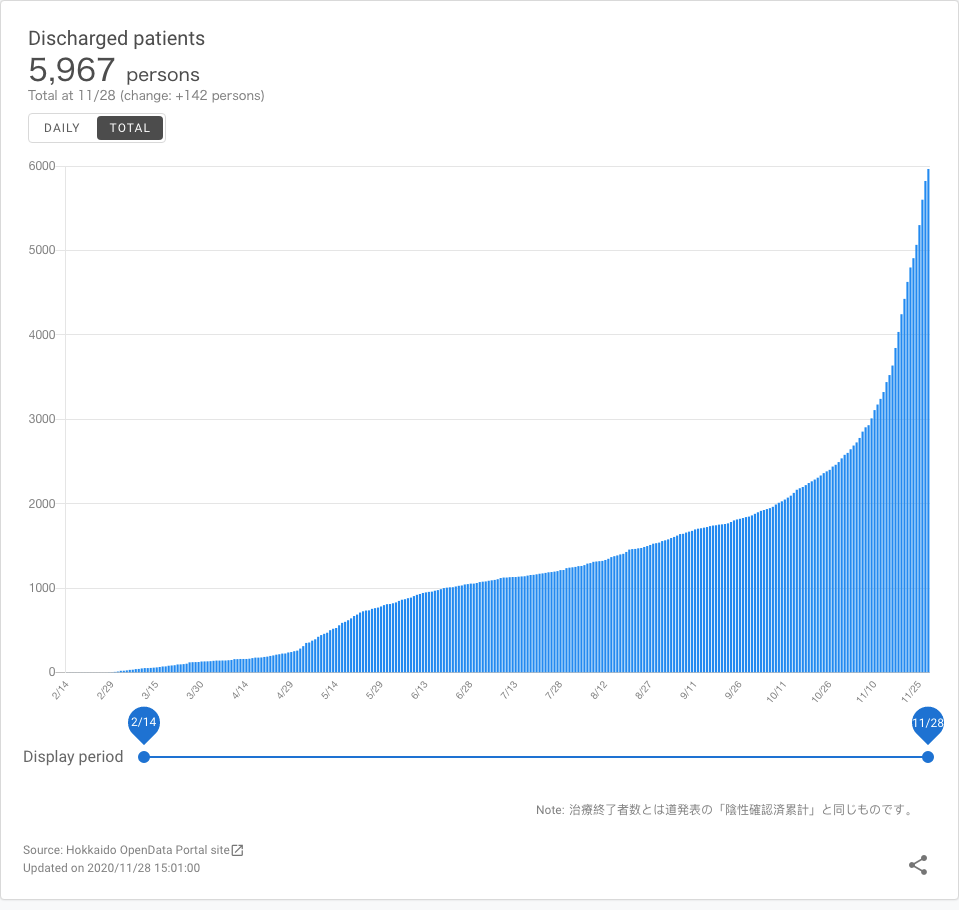 Discharged patients
5,967 persons
Total at 11/28 (change: +142 persons)
DAILY TOTAL
6000
5000
4000
3000
2000
1000
0
2/14 2/29 3/15 3/30 4/14 4/29 5/14 5/29 6/13 6/28 7/13 7/28 8/12 8/27 9/11 9/26 10/11 10/26 11/10 11/25
2/14 11/28
Display period
Note: 治療終了者数とは道発表の「陰性確認済累計」と同じものです。
Source: Hokkaido OpenData Portal site
Updated on 2020/11/28 15:01:00